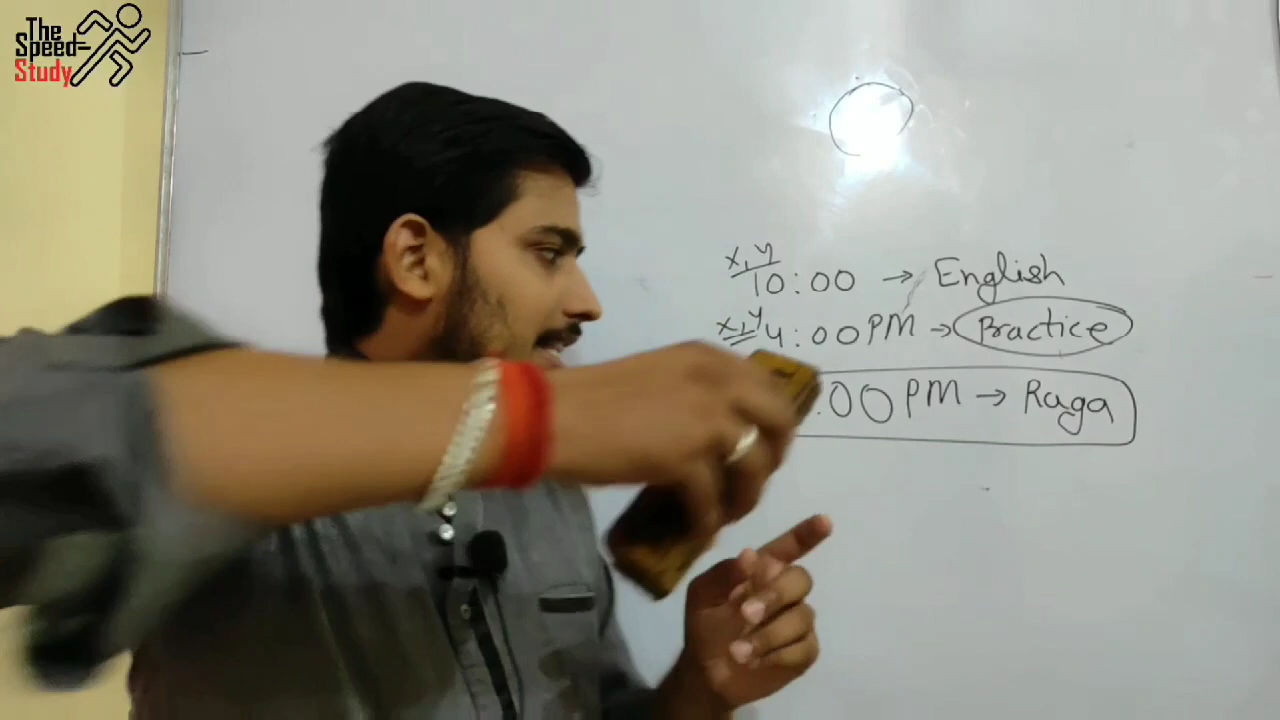 The
Speed
Study
x, y
10:00 → English
x, y 4:00 PM → Practice
:00 PM → Raga